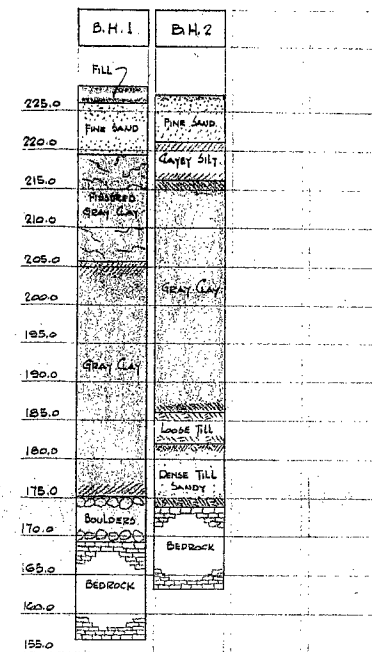 B.H.1
B.H.2
FILL
225.0
FINE SAND
FINE SAND
220.0
CLAYEY SILT.
215.0
FISSURED
GRAY CLAY
210.0
205.0
GRAY CLAY
200.0
195.0
GRAY CLAY
190.0
185.0
LOOSE TILL
180.0
DENSE TILL
SANDY
175.0
BOULDERS
170.0
BEDROCK
165.0
BEDROCK
160.0
155.0